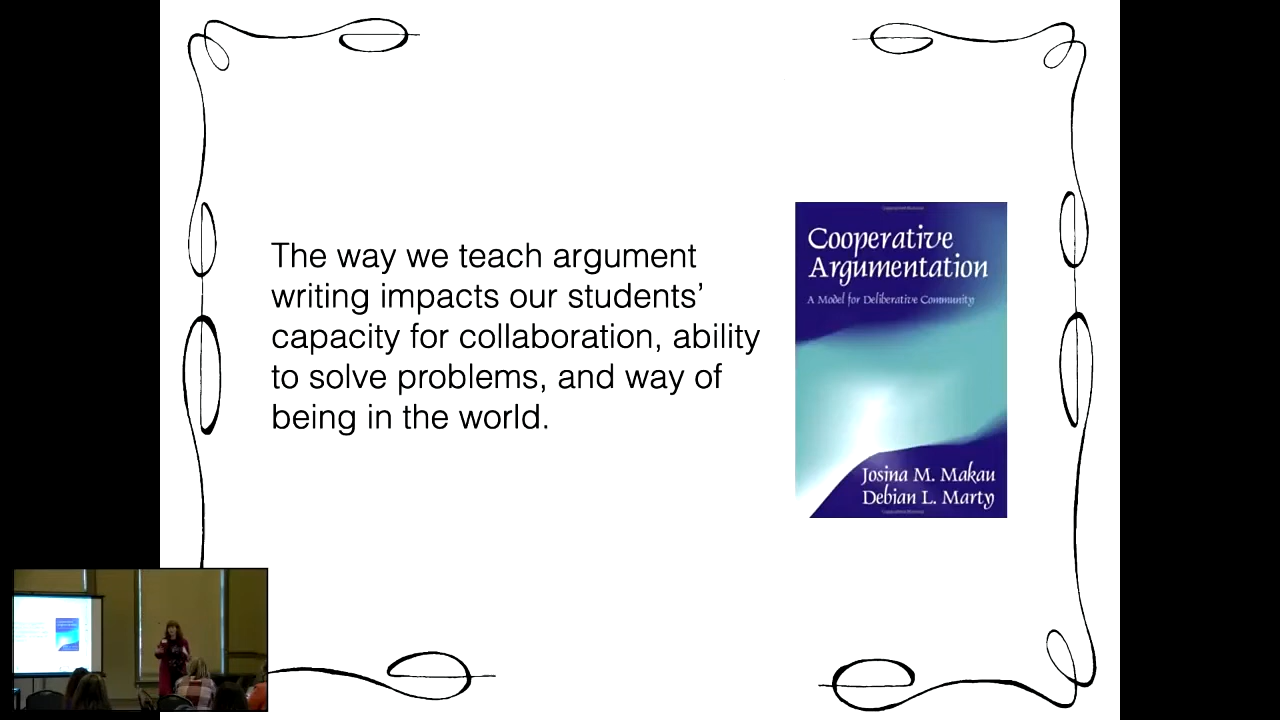 The way we teach argument
writing impacts our students’
capacity for collaboration, ability
to solve problems, and way of
being in the world.
Cooperative
Argumentation
A Model for Deliberative Community
Josina M. Makau
Debian L. Marty